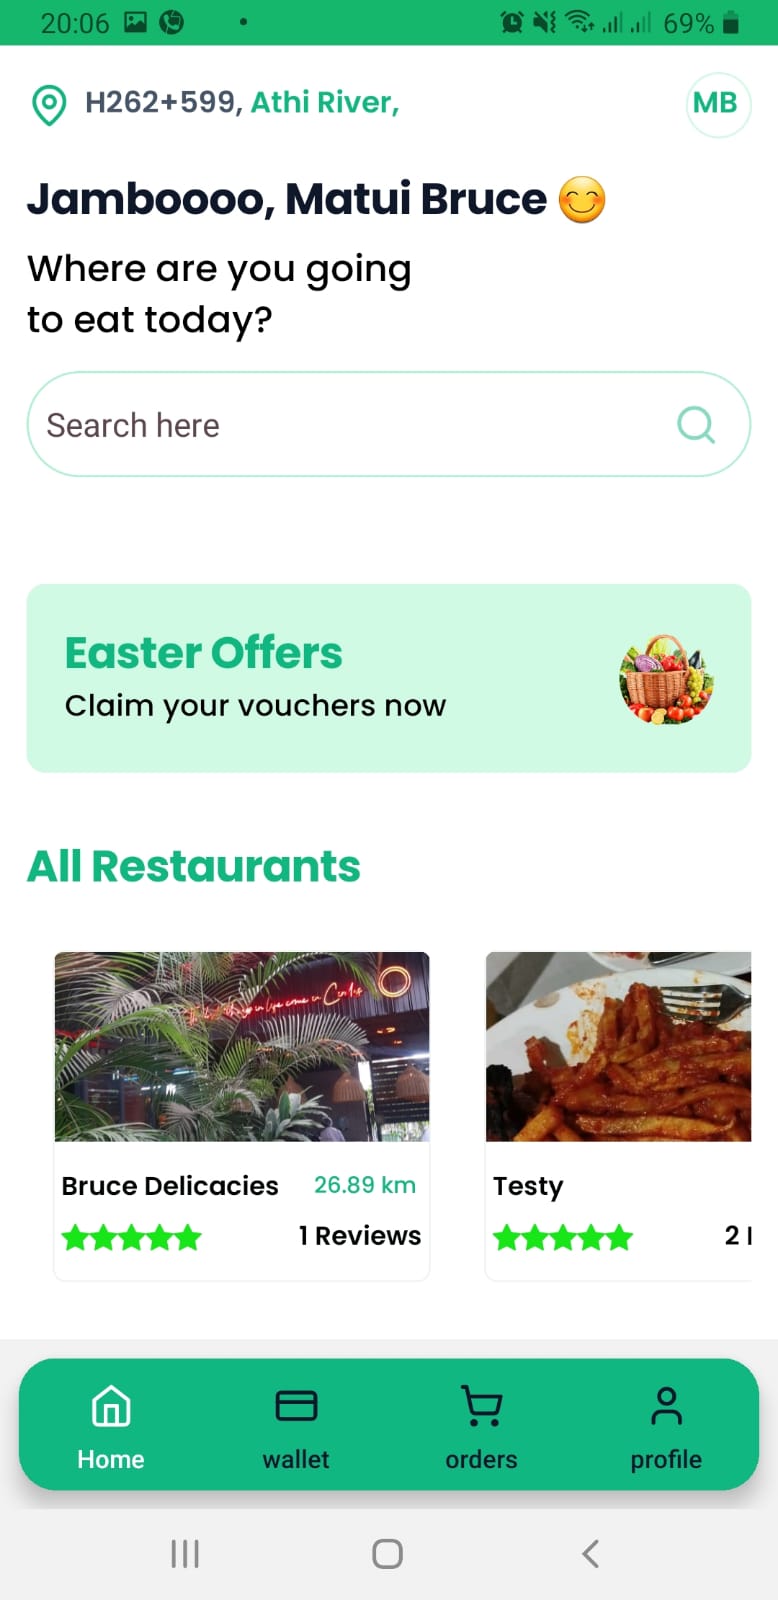 20:06
69%
H262+599, Athi River,
MB
Jamboooo, Matui Bruce 😊
Where are you going
to eat today?
Search here
Easter Offers
Claim your vouchers now
All Restaurants
Bruce Delicacies 26.89 km
1 Reviews
Testy
2
Home wallet orders profile